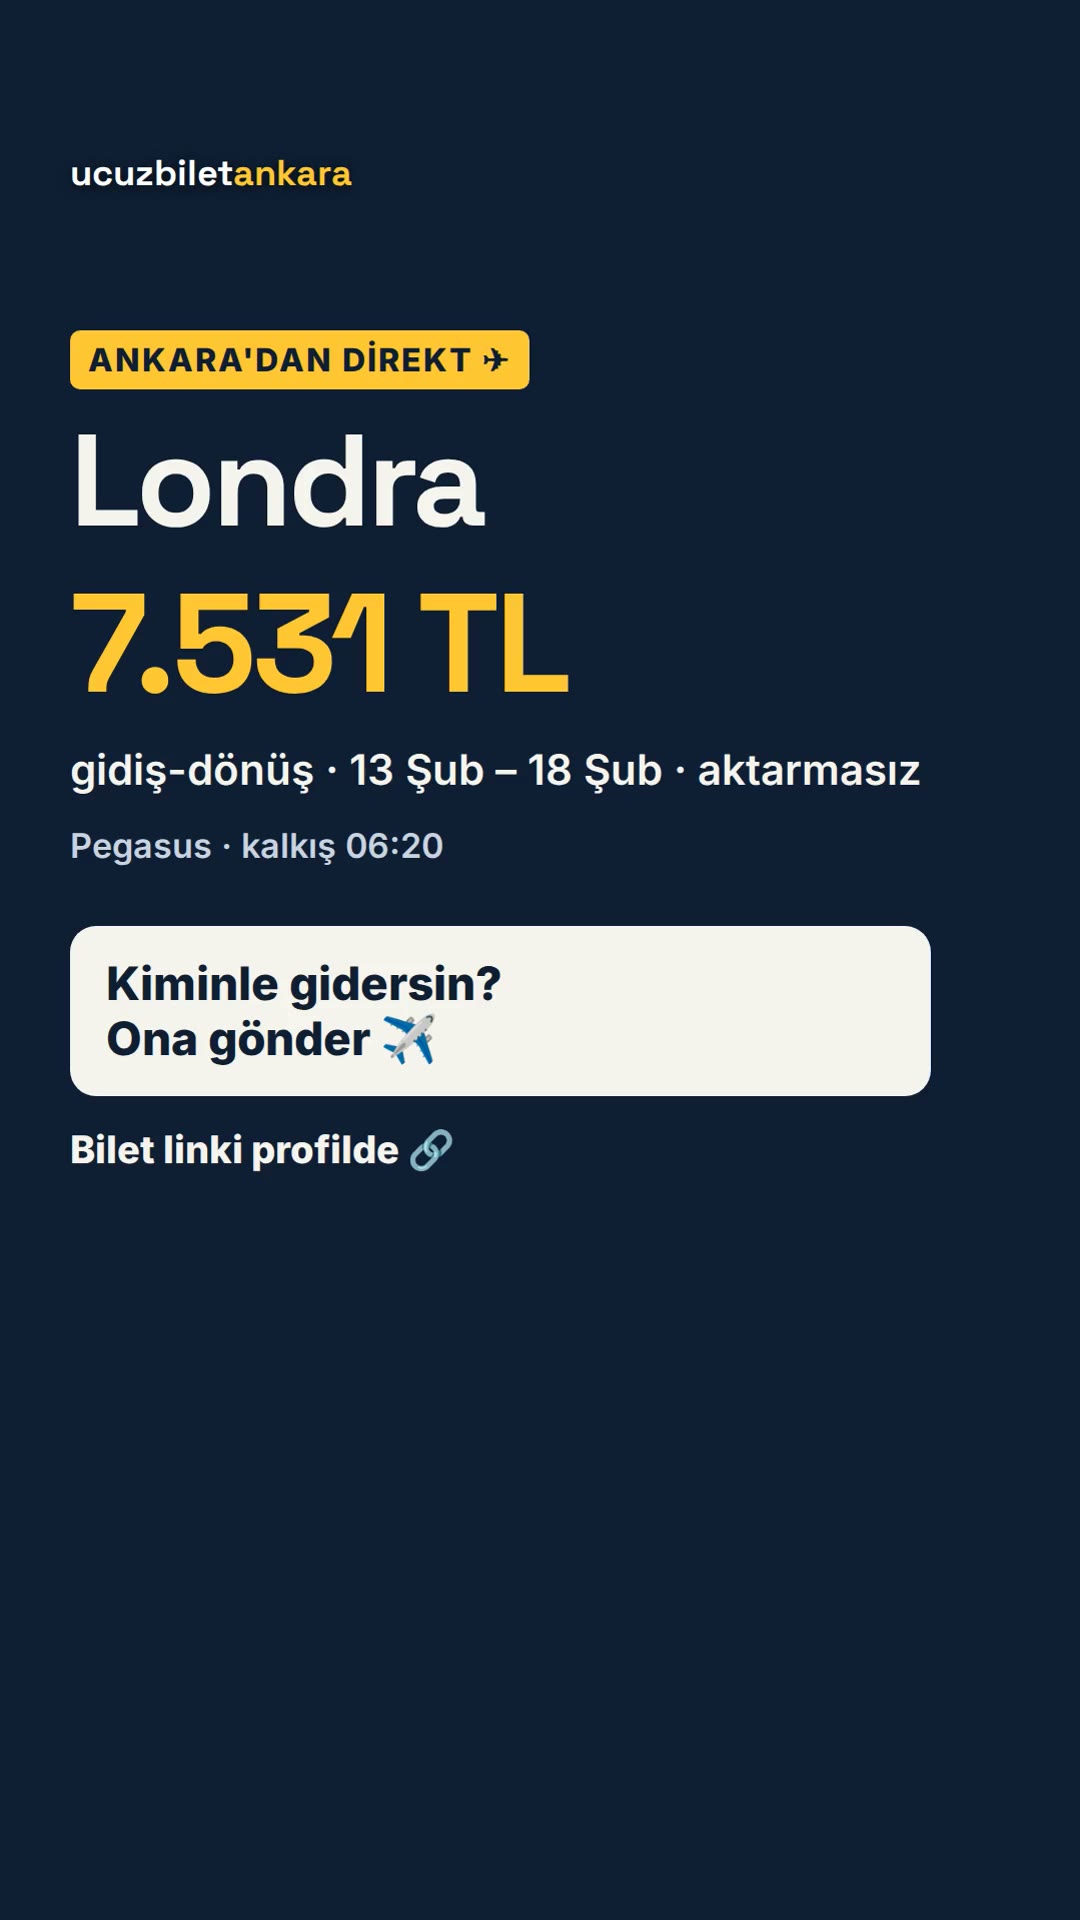 ucuzbiletankara
ANKARA'DAN DİREKT ✈
Londra
7.531 TL
gidiş-dönüş · 13 Şub – 18 Şub · aktarmasız
Pegasus · kalkış 06:20
Kiminle gidersin?
Ona gönder ✈️
Bilet linki profilde 🔗